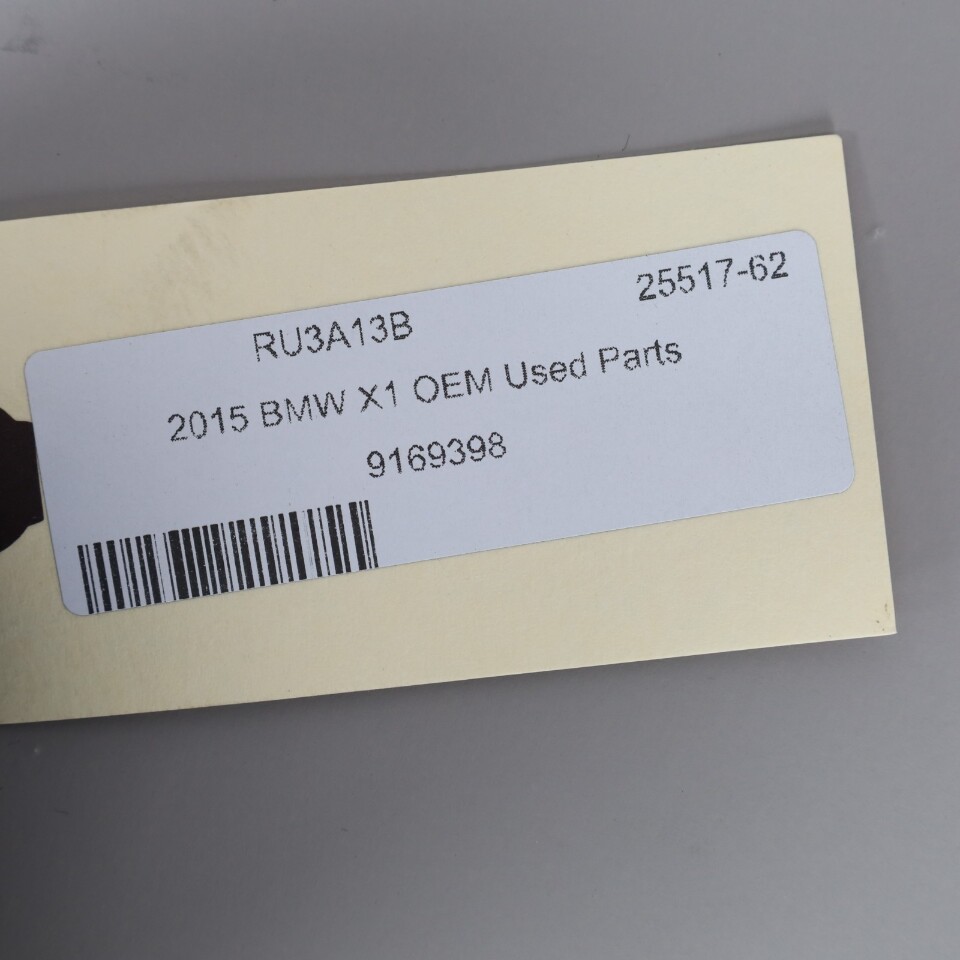 25517-62
RU3A13B
2015 BMW X1 OEM Used Parts
9169398